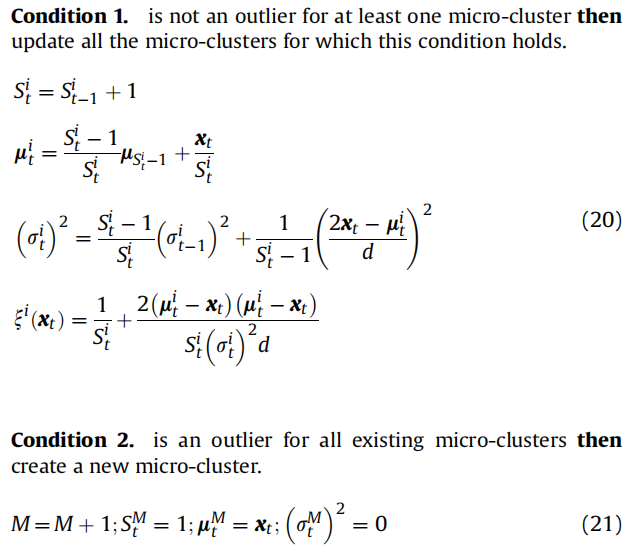 Condition 1. is not an outlier for at least one micro-cluster then
update all the micro-clusters for which this condition holds.
$S_t^i = S_{t-1}^i + 1$
$\boldsymbol{\mu}_t^i = \frac{S_t^i - 1}{S_t^i} \boldsymbol{\mu}_{S_t^i - 1} + \frac{\boldsymbol{x}_t}{S_t^i}$
$\left(\sigma_t^i\right)^2 = \frac{S_t^i - 1}{S_t^i} \left(\sigma_{t-1}^i\right)^2 + \frac{1}{S_t^i - 1} \left(\frac{2\boldsymbol{x}_t - \boldsymbol{\mu}_t^i}{d}\right)^2$ (20)
$\xi^i(\boldsymbol{x}_t) = \frac{1}{S_t^i} + \frac{2(\boldsymbol{\mu}_t^i - \boldsymbol{x}_t)(\boldsymbol{\mu}_t^i - \boldsymbol{x}_t)}{S_t^i \left(\sigma_t^i\right)^2 d}$
Condition 2. is an outlier for all existing micro-clusters then
create a new micro-cluster.
$M = M + 1; S_t^M = 1; \boldsymbol{\mu}_t^M = \boldsymbol{x}_t; \left(\sigma_t^M\right)^2 = 0$ (21)